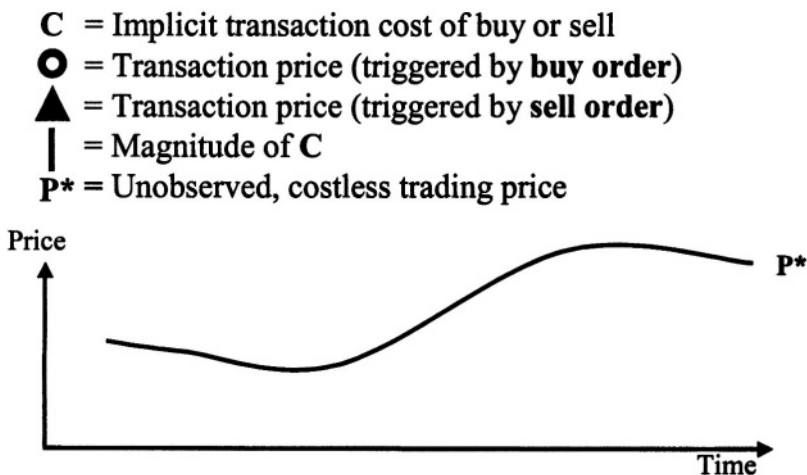 C = Implicit transaction cost of buy or sell
= Transaction price (triggered by buy order)
= Transaction price (triggered by sell order)
= Magnitude of C
P* = Unobserved, costless trading price
Price
P*
Time